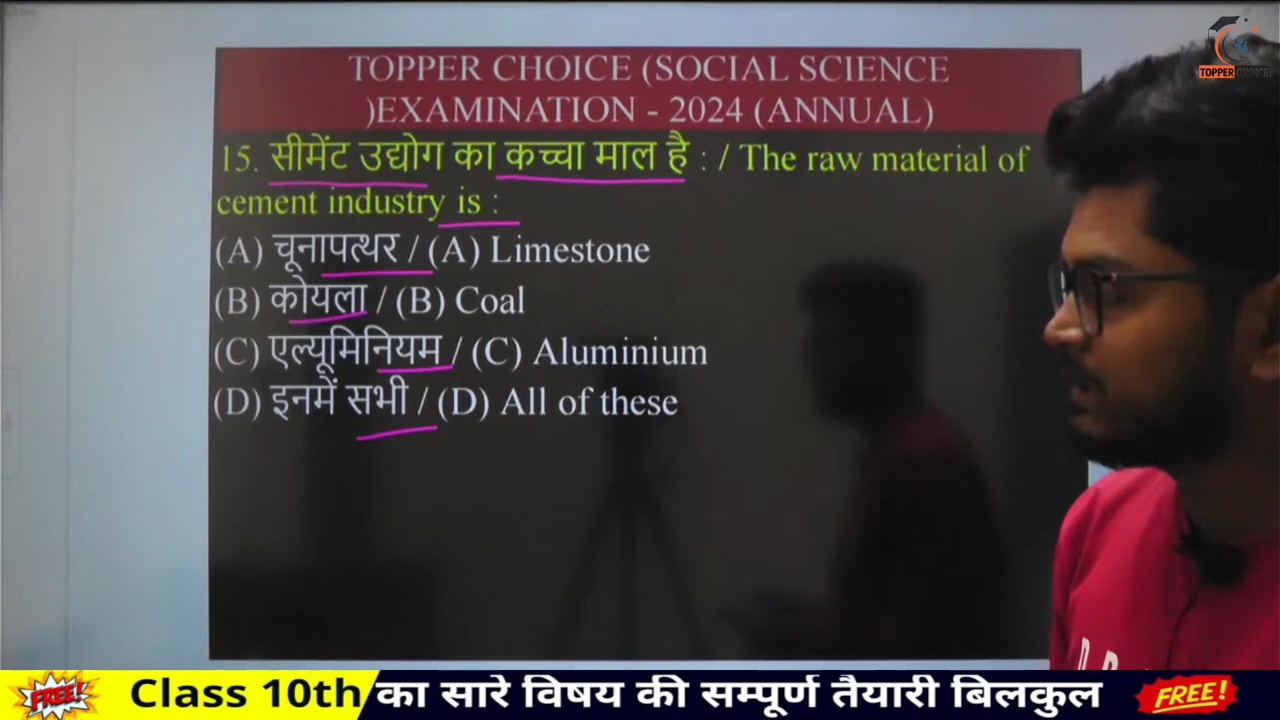 TOPPER CHOICE
TOPPER CHOICE (SOCIAL SCIENCE
)EXAMINATION - 2024 (ANNUAL)
15. सीमेंट उद्योग का कच्चा माल है : / The raw material of
cement industry is :
(A) चूनापत्थर / (A) Limestone
(B) कोयला / (B) Coal
(C) एल्यूमिनियम / (C) Aluminium
(D) इनमें सभी / (D) All of these
FREE! Class 10th का सारे विषय की सम्पूर्ण तैयारी बिलकुल FREE!